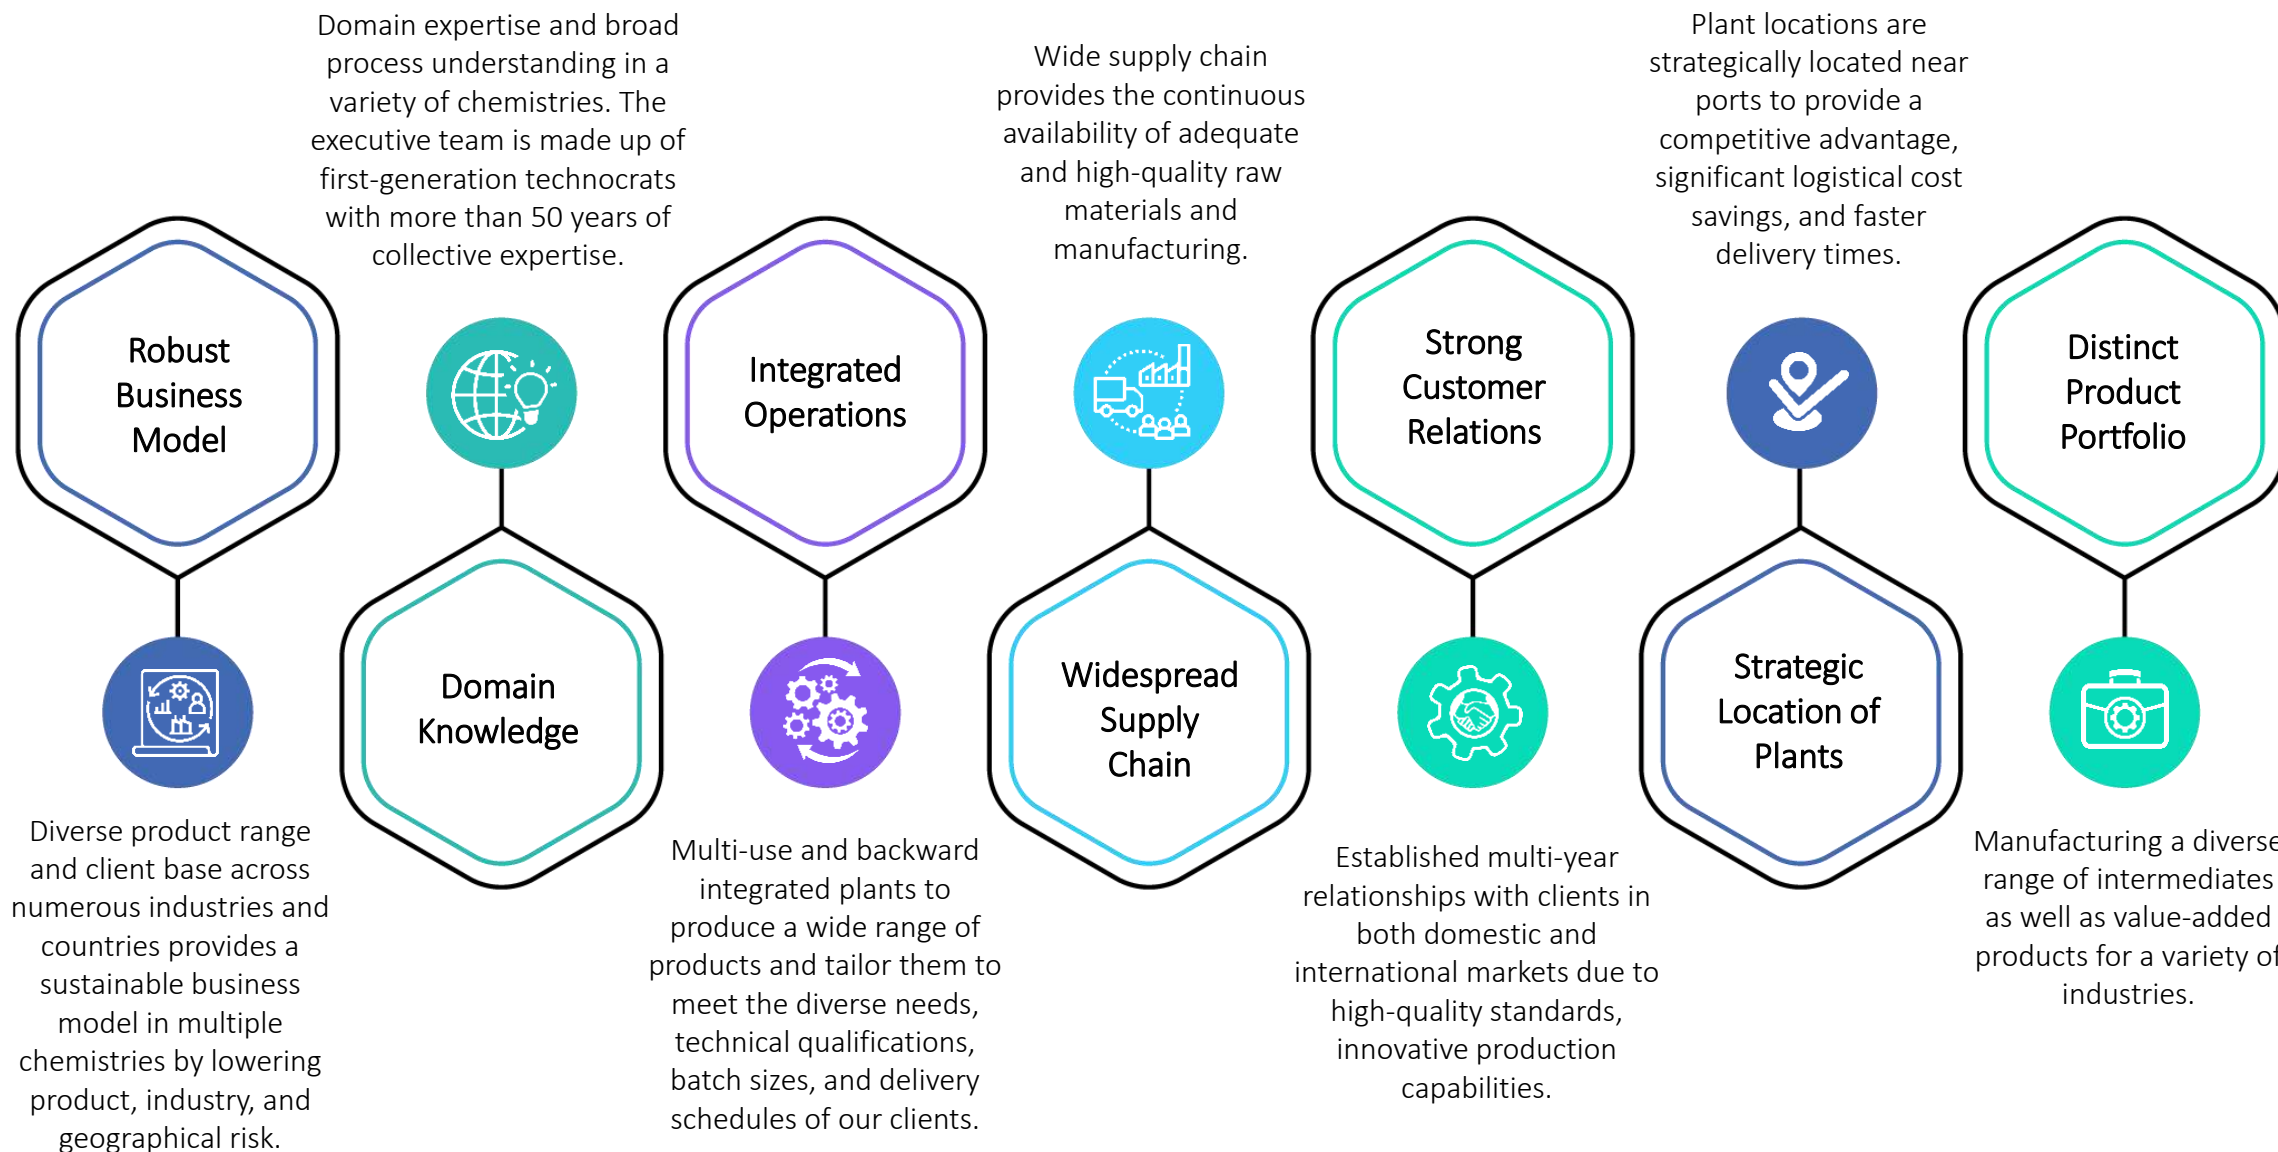 Robust
Business
Model
Diverse product range
and client base across
numerous industries and
countries provides a
sustainable business
model in multiple
chemistries by lowering
product, industry, and
geographical risk.
Domain expertise and broad
process understanding in a
variety of chemistries. The
executive team is made up of
first-generation technocrats
with more than 50 years of
collective expertise.
Domain
Knowledge
Integrated
Operations
Multi-use and backward
integrated plants to
produce a wide range of
products and tailor them to
meet the diverse needs,
technical qualifications,
batch sizes, and delivery
schedules of our clients.
Wide supply chain
provides the continuous
availability of adequate
and high-quality raw
materials and
manufacturing.
Widespread
Supply
Chain
Strong
Customer
Relations
Established multi-year
relationships with clients in
both domestic and
international markets due to
high-quality standards,
innovative production
capabilities.
Plant locations are
strategically located near
ports to provide a
competitive advantage,
significant logistical cost
savings, and faster
delivery times.
Strategic
Location of
Plants
Distinct
Product
Portfolio
Manufacturing a diverse
range of intermediates
as well as value-added
products for a variety of
industries.